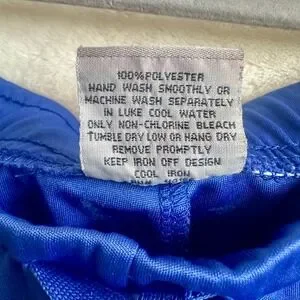 100% POLYESTER
HAND WASH SMOOTHLY OR
MACHINE WASH SEPARATELY
IN LUKE COOL WATER
ONLY NON-CHLORINE BLEACH
TUMBLE DRY LOW OR HANG DRY
REMOVE PROMPTLY
KEEP IRON OFF DESIGN
COOL IRON